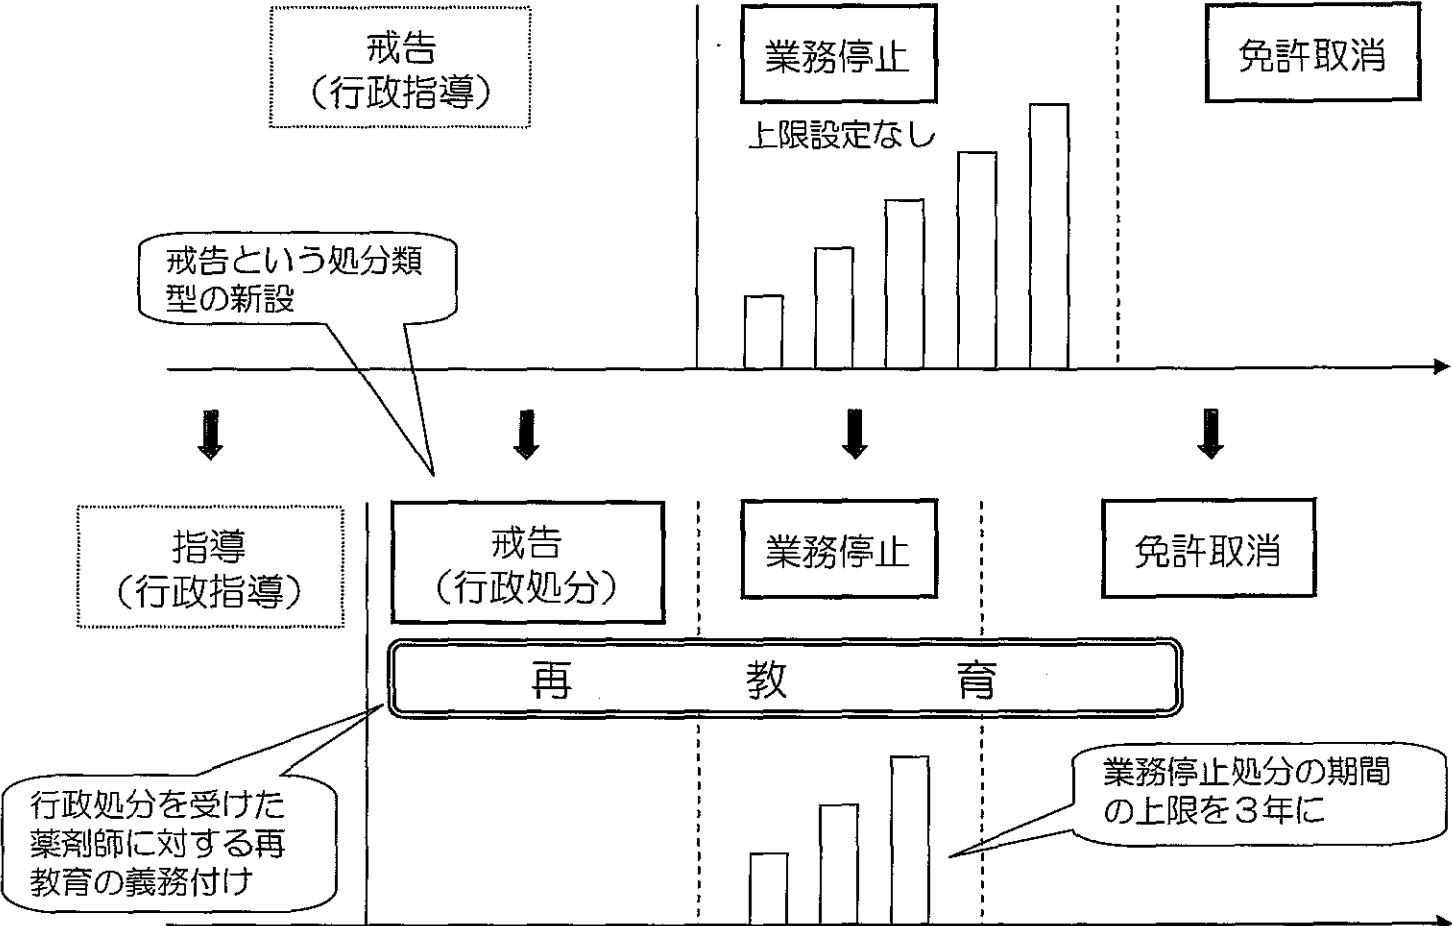 戒告
（行政指導）
業務停止
上限設定なし
免許取消
戒告という処分類
型の新設
指導
（行政指導）
戒告
（行政処分）
業務停止
免許取消
再教育
行政処分を受けた
薬剤師に対する再
教育の義務付け
業務停止処分の期間
の上限を３年に